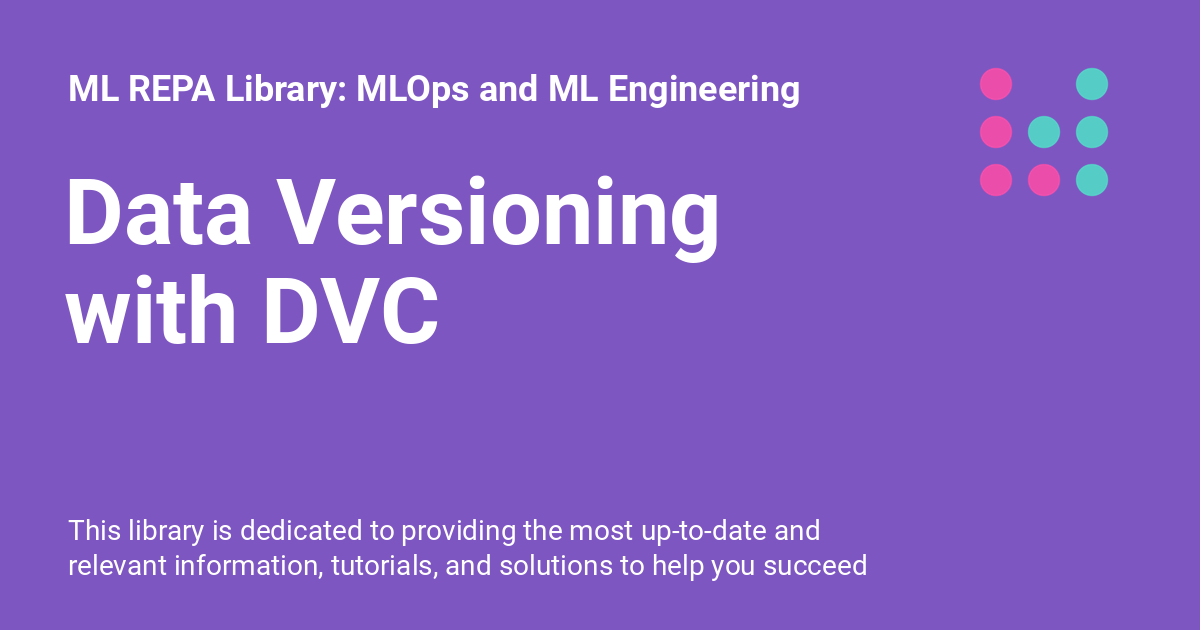 ML REPA Library: MLOps and ML Engineering
Data Versioning
with DVC
This library is dedicated to providing the most up-to-date and
relevant information, tutorials, and solutions to help you succeed